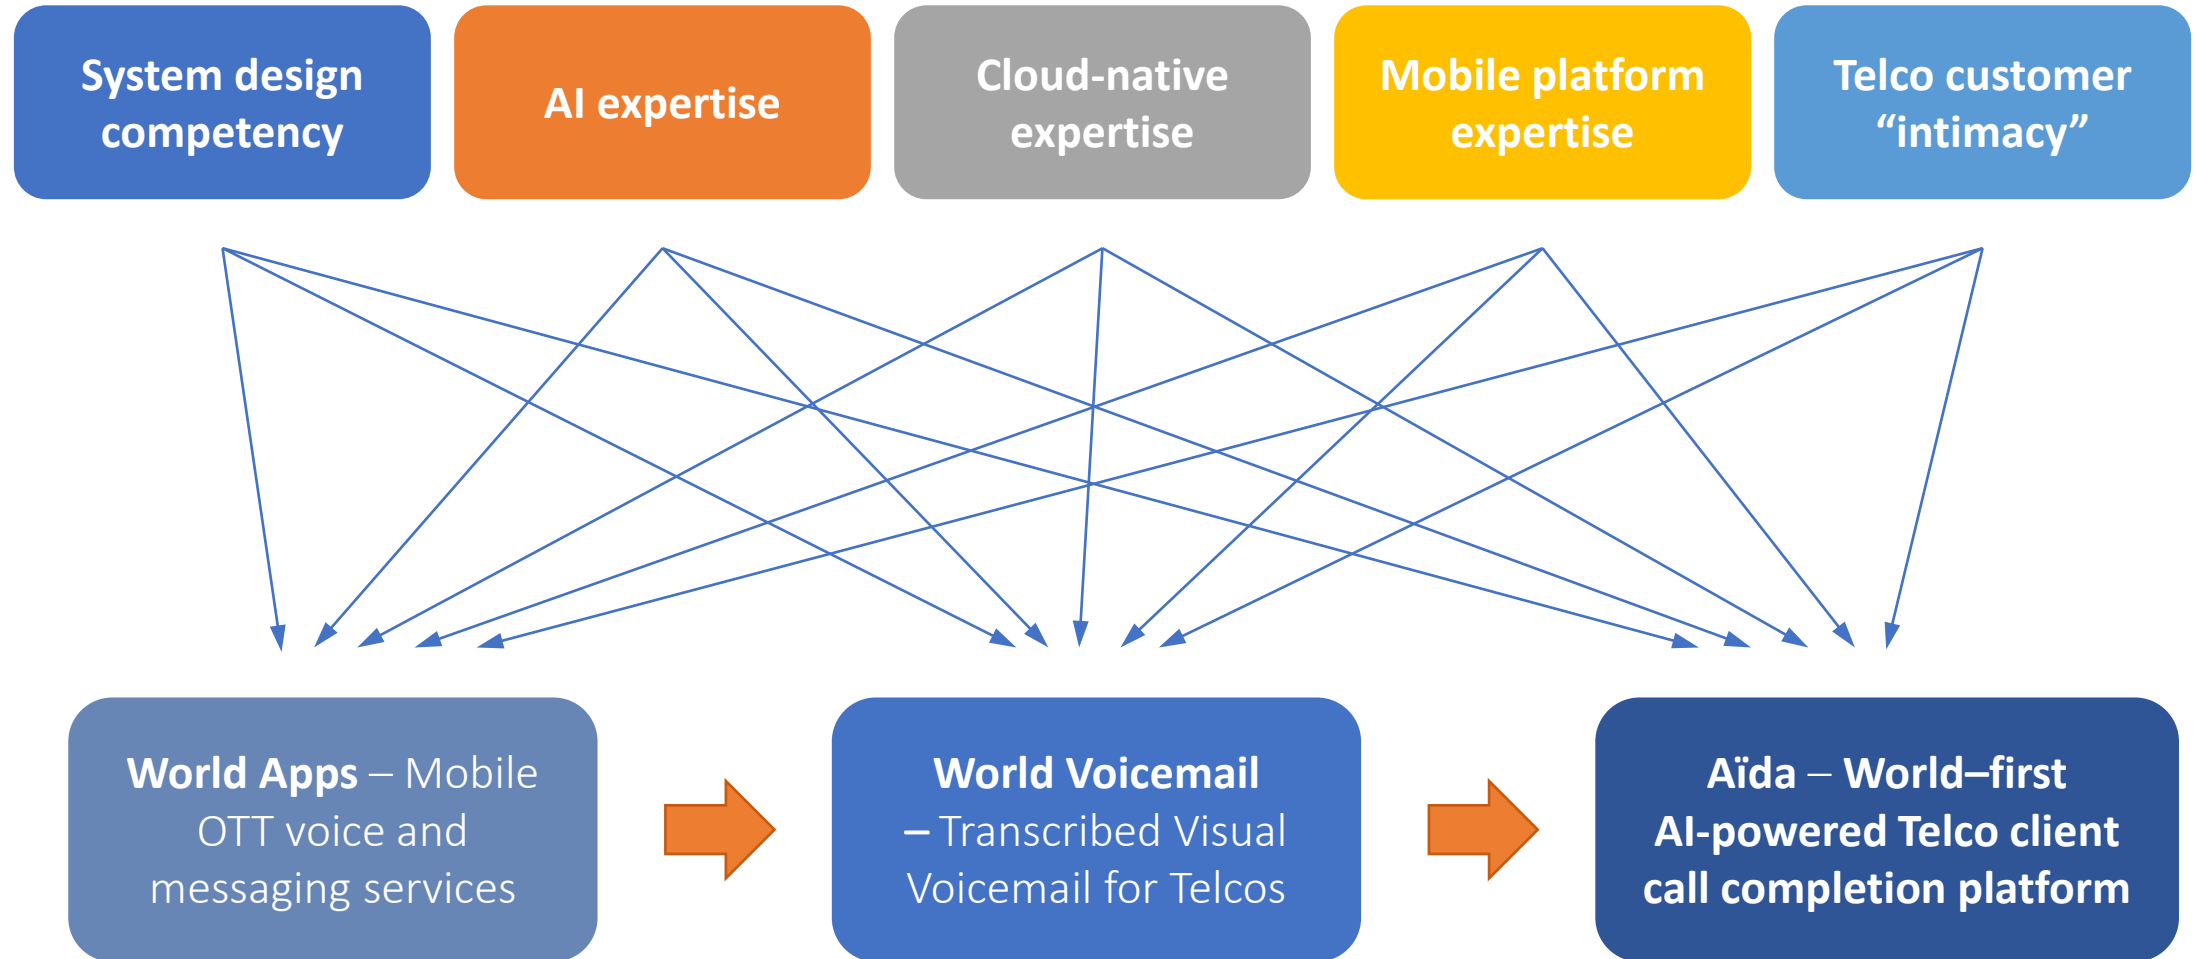 System design
competency
AI expertise
Cloud-native
expertise
Mobile platform
expertise
Telco customer
“intimacy”
World Apps – Mobile
OTT voice and
messaging services
World Voicemail
– Transcribed Visual
Voicemail for Telcos
Aïda – World–first
AI-powered Telco client
call completion platform